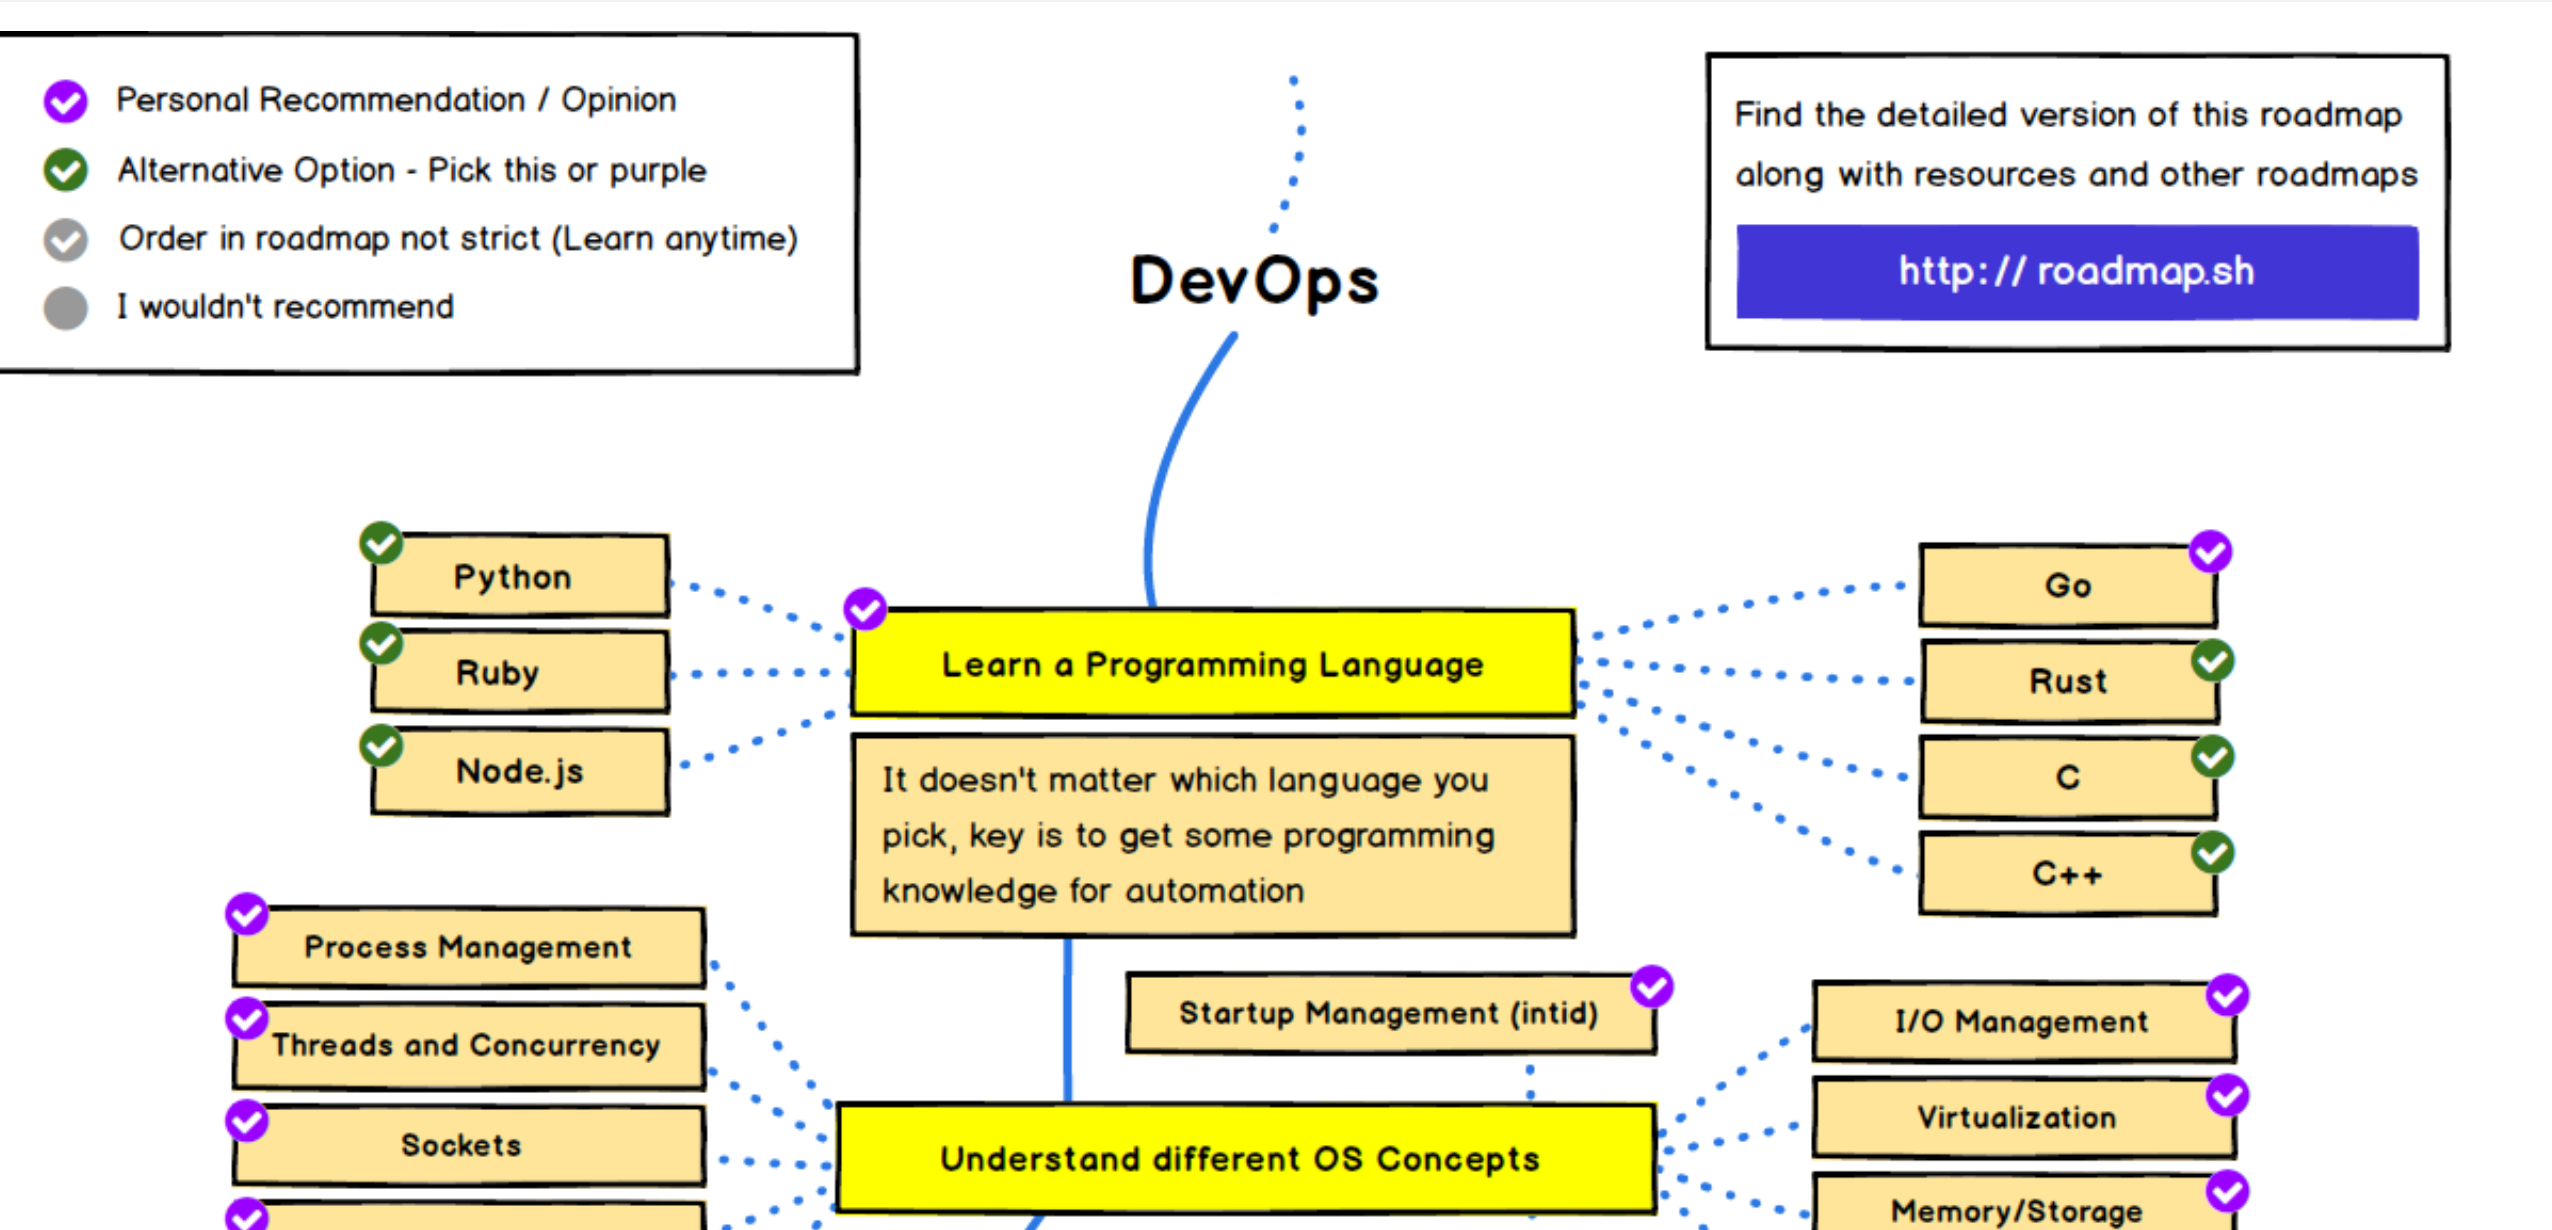 Personal Recommendation / Opinion
Alternative Option - Pick this or purple
Order in roadmap not strict (Learn anytime)
I wouldn't recommend
Find the detailed version of this roadmap
along with resources and other roadmaps
http:// roadmap.sh
DevOps
Python
Ruby
Node.js
Learn a Programming Language
It doesn't matter which language you
pick, key is to get some programming
knowledge for automation
Go
Rust
C
C++
Process Management
Threads and Concurrency
Sockets
Startup Management (intid)
Understand different OS Concepts
I/O Management
Virtualization
Memory/Storage